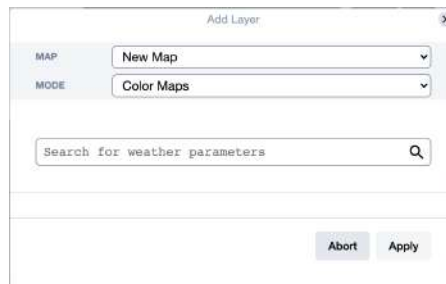 Add Layer
MAP New Map
MODE Color Maps
Search for weather parameters
Abort Apply